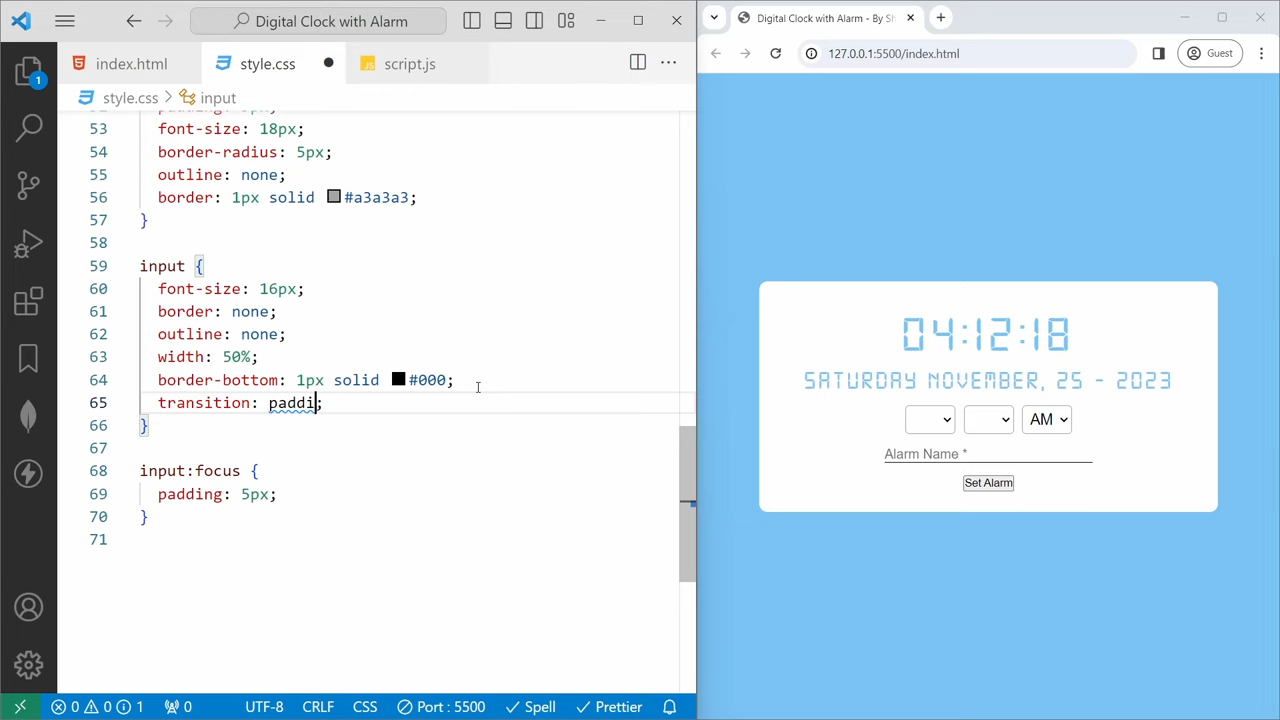 Digital Clock with Alarm
index.html
style.css
script.js
style.css > input
53 font-size: 18px;
54 border-radius: 5px;
55 outline: none;
56 border: 1px solid #a3a3a3;
57 }
58
59 input {
60 font-size: 16px;
61 border: none;
62 outline: none;
63 width: 50%;
64 border-bottom: 1px solid #000;
65 transition: paddi;
66 }
67
68 input:focus {
69 padding: 5px;
70 }
71
1
0 0 1 0 UTF-8 CRLF CSS Port : 5500 Spell Prettier
Digital Clock with Alarm - By Sh
127.0.0.1:5500/index.html
Guest
04:12:18
SATURDAY NOVEMBER, 25 - 2023
AM
Alarm Name *
Set Alarm